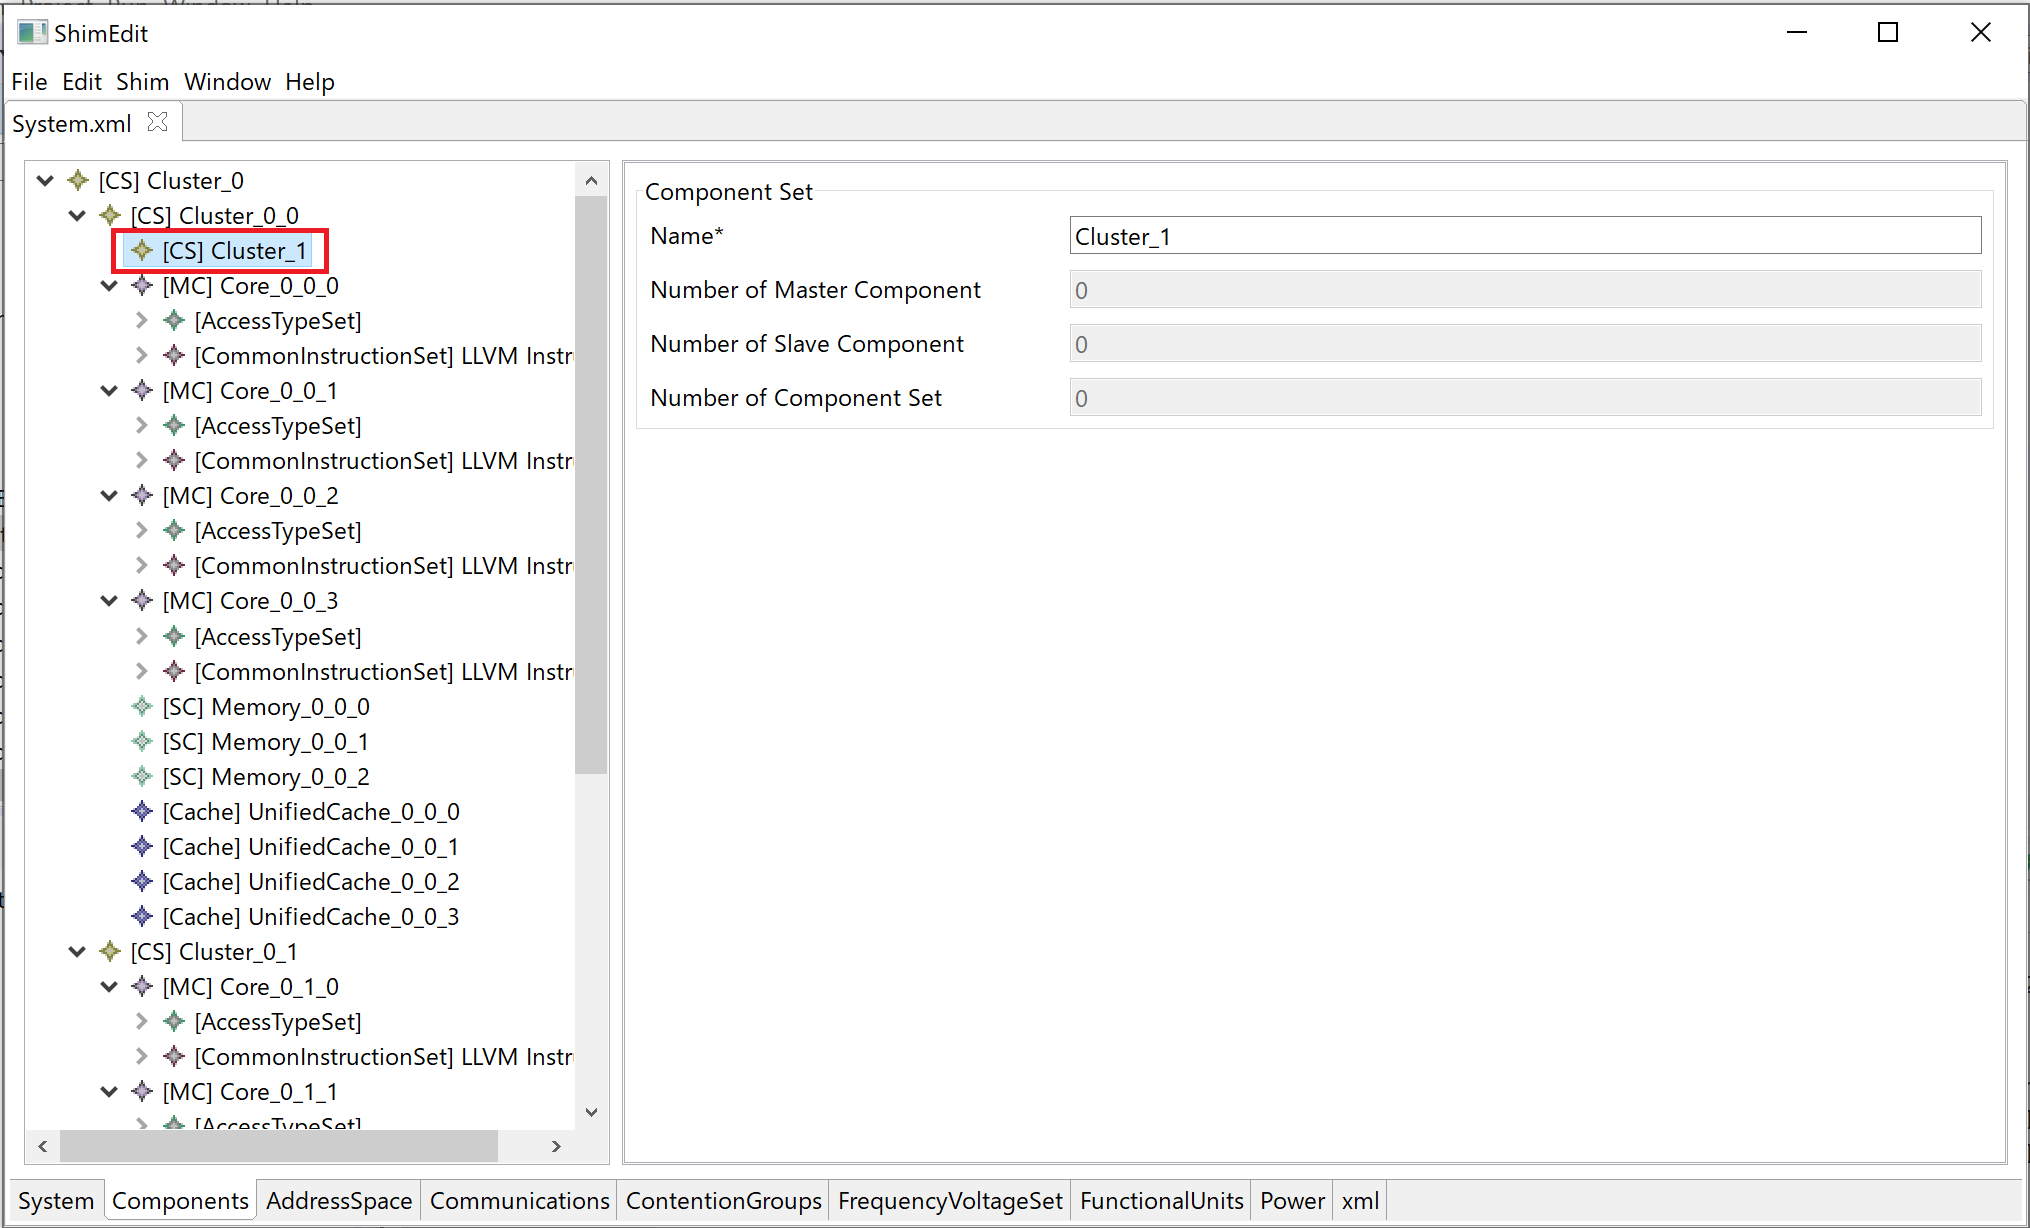 ShimEdit
File Edit Shim Window Help
System.xml
[CS] Cluster_0
[CS] Cluster_0_0
[CS] Cluster_1
[MC] Core_0_0_0
[AccessTypeSet]
[CommonInstructionSet] LLVM Instr
[MC] Core_0_0_1
[AccessTypeSet]
[CommonInstructionSet] LLVM Instr
[MC] Core_0_0_2
[AccessTypeSet]
[CommonInstructionSet] LLVM Instr
[MC] Core_0_0_3
[AccessTypeSet]
[CommonInstructionSet] LLVM Instr
[SC] Memory_0_0_0
[SC] Memory_0_0_1
[SC] Memory_0_0_2
[Cache] UnifiedCache_0_0_0
[Cache] UnifiedCache_0_0_1
[Cache] UnifiedCache_0_0_2
[Cache] UnifiedCache_0_0_3
[CS] Cluster_0_1
[MC] Core_0_1_0
[AccessTypeSet]
[CommonInstructionSet] LLVM Instr
[MC] Core_0_1_1
[AccessTypeSet]
Component Set
Name* Cluster_1
Number of Master Component 0
Number of Slave Component 0
Number of Component Set 0
System Components AddressSpace Communications ContentionGroups FrequencyVoltageSet FunctionalUnits Power xml